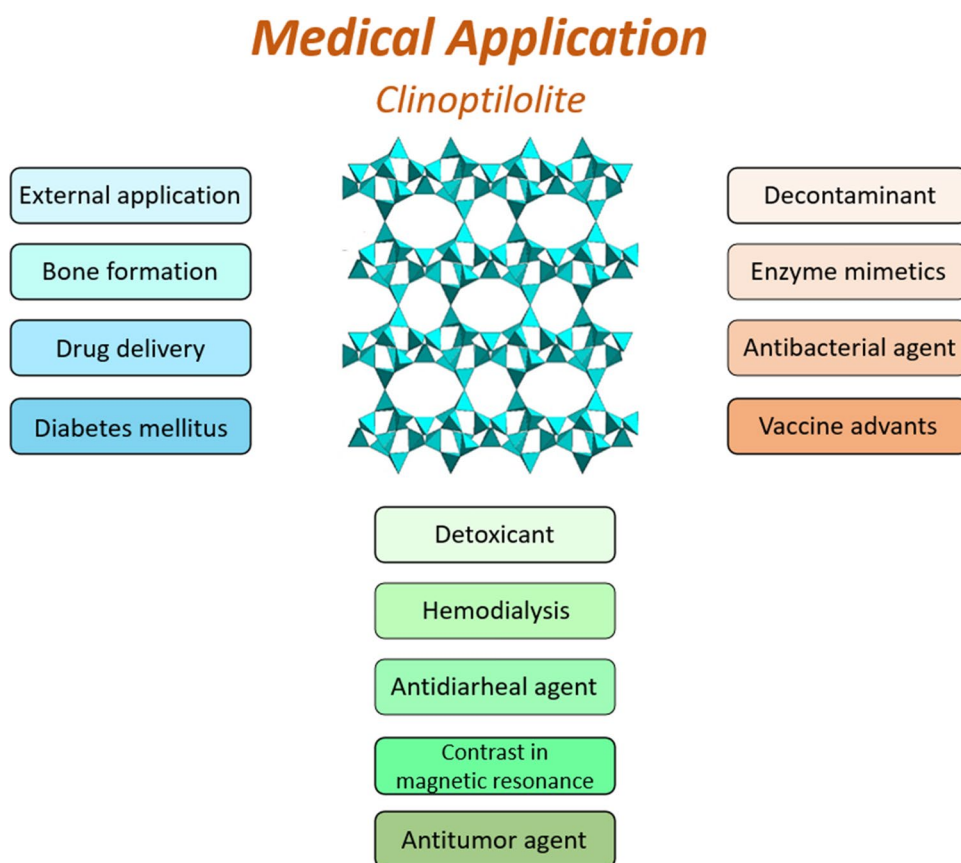 Medical Application
Clinoptilolite
External application
Bone formation
Drug delivery
Diabetes mellitus
Decontaminant
Enzyme mimetics
Antibacterial agent
Vaccine advants
Detoxicant
Hemodialysis
Antidiarheal agent
Contrast in
magnetic resonance
Antitumor agent